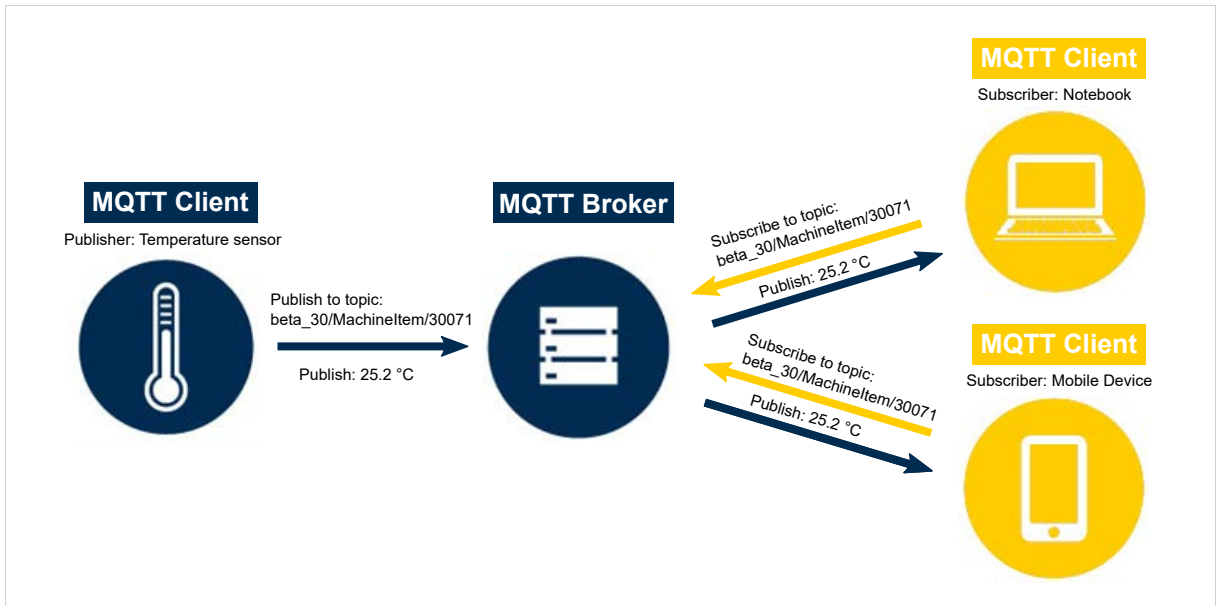 MQTT Client
Publisher: Temperature sensor
Publish to topic:
beta_30/MachineItem/30071
Publish: 25.2 °C
MQTT Broker
Subscribe to topic:
beta_30/MachineItem/30071
Publish: 25.2 °C
MQTT Client
Subscriber: Notebook
Subscribe to topic:
beta_30/MachineItem/30071
Publish: 25.2 °C
MQTT Client
Subscriber: Mobile Device